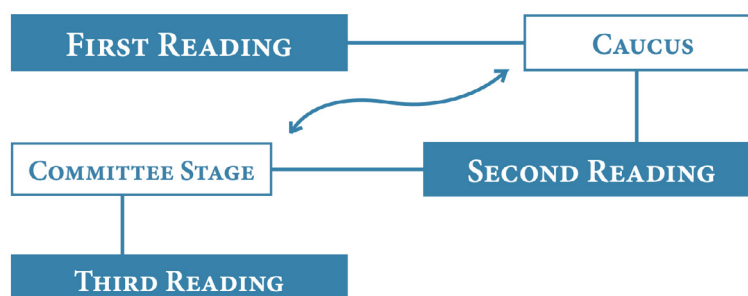 First Reading
Caucus
Committee Stage
Second Reading
Third Reading